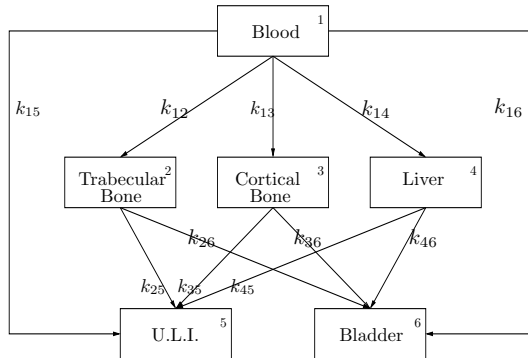 1
Blood
k15
k12
k13
k14
k16
2
Trabecular
Bone
3
Cortical
Bone
4
Liver
k26
k36
k46
k25
k35
k45
5
U.L.I.
6
Bladder